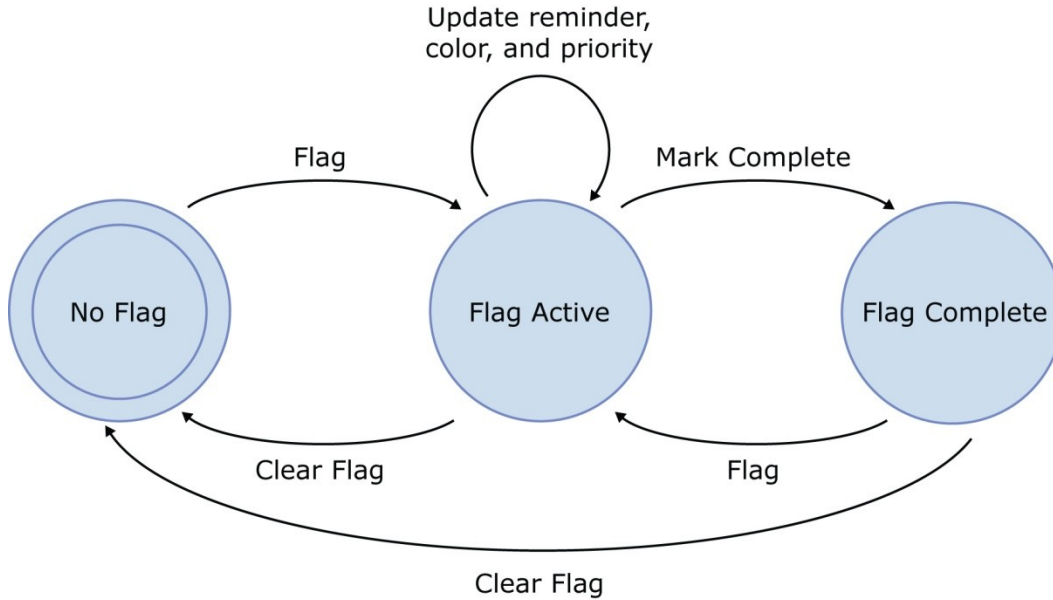 Update reminder,
color, and priority
Flag
Mark Complete
No Flag
Flag Active
Flag Complete
Clear Flag
Flag
Clear Flag